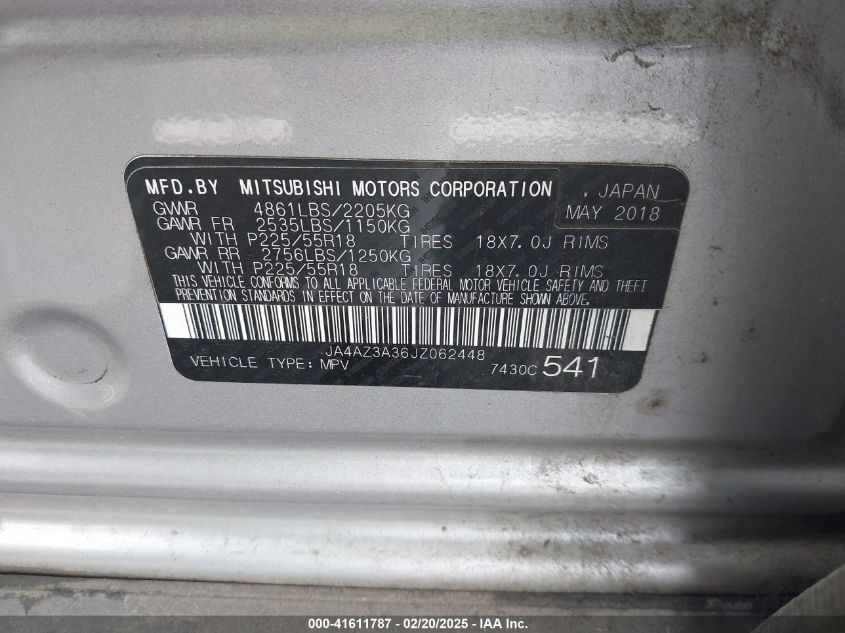 MFD.BY MITSUBISHI MOTORS CORPORATION , JAPAN
GVWR 4861LBS/2205KG MAY 2018
GAWR FR 2535LBS/1150KG
WITH P225/55R18 TIRES 18X7.0J RIMS
GAWR RR 2756LBS/1250KG
WITH P225/55R18 TIRES 18X7.0J RIMS
THIS VEHICLE CONFORMS TO ALL APPLICABLE FEDERAL MOTOR VEHICLE SAFETY AND THEFT
PREVENTION STANDARDS IN EFFECT ON THE DATE OF MANUFACTURE SHOWN ABOVE.
JA4AZ3A36JZ062448
VEHICLE TYPE: MPV 7430C 541
000-41611787 - 02/20/2025 - Copyright © IAA, Inc.